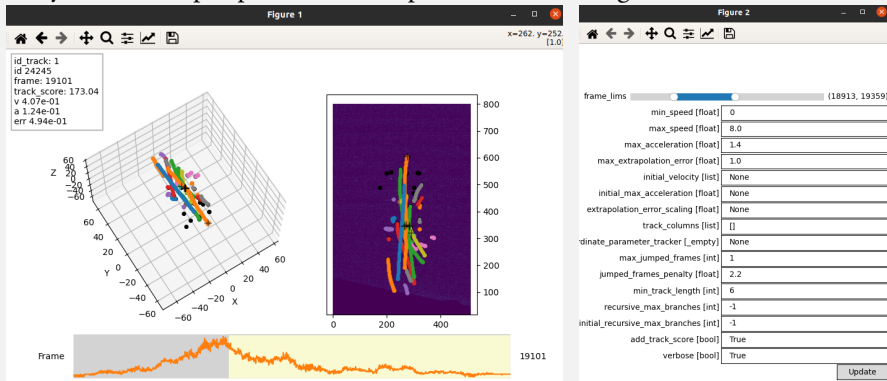 Figure 1
x=262. y=252.
[1.0]
id_track: 1
id 24245
frame: 19101
track_score: 173.04
v 4.07e-01
a 1.24e-01
err 4.94e-01
60
40
20
0
−20
−40
−60
Z
60
40
20
0
−20
−40
−60
Y
−60
−40
−20
0
20
40
60
X
800
700
600
500
400
300
200
100
0
200
400
Frame
19101
Figure 2
frame_lims
(18913, 19359)
min_speed [float] 0
max_speed [float] 8.0
max_acceleration [float] 1.4
max_extrapolation_error [float] 1.0
initial_velocity [list] None
initial_max_acceleration [float] None
extrapolation_error_scaling [float] None
track_columns [list] []
rdinate_parameter_tracker [_empty] None
max_jumped_frames [int] 1
jumped_frames_penalty [float] 2.2
min_track_length [int] 6
recursive_max_branches [int] -1
initial_recursive_max_branches [int] -1
add_track_score [bool] True
verbose [bool] True
Update